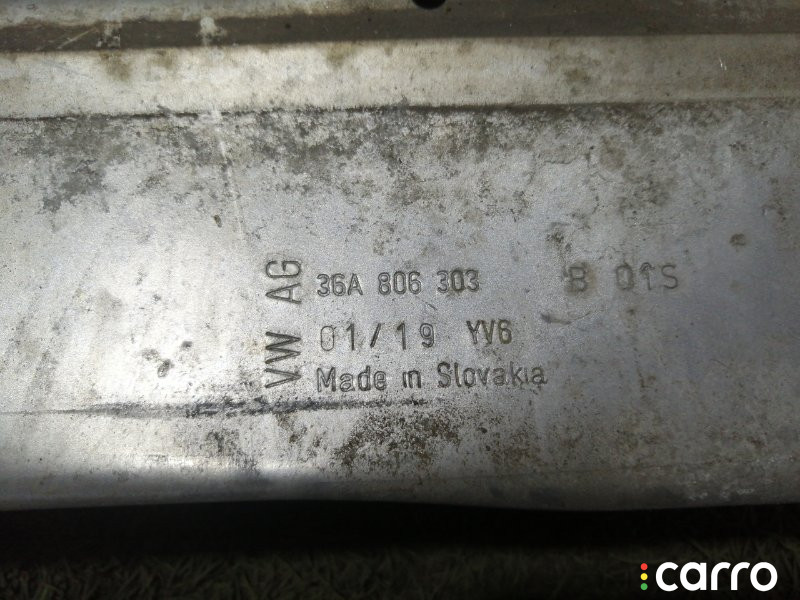 VW AG
36A 806 303 B 01S
01/19 YV6
Made in Slovakia
carro